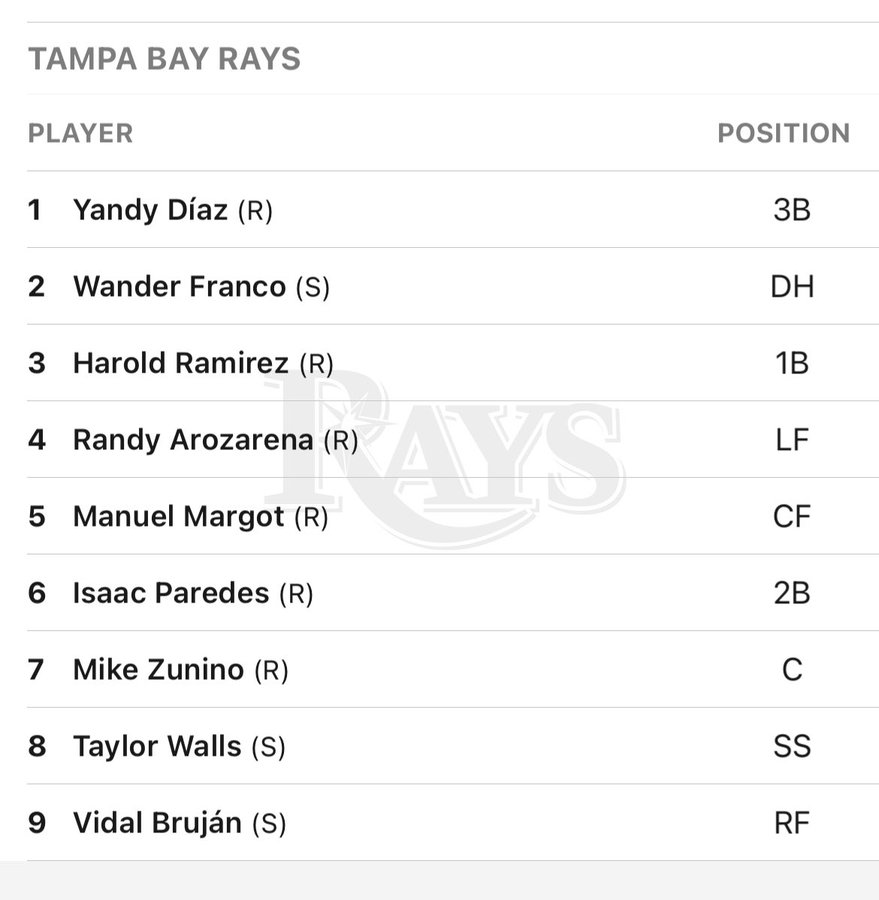 TAMPA BAY RAYS
PLAYER POSITION
1 Yandy Díaz (R) 3B
2 Wander Franco (S) DH
3 Harold Ramirez (R) 1B
4 Randy Arozarena (R) LF
RAYS
5 Manuel Margot (R) CF
6 Isaac Paredes (R) 2B
7 Mike Zunino (R) C
8 Taylor Walls (S) SS
9 Vidal Bruján (S) RF